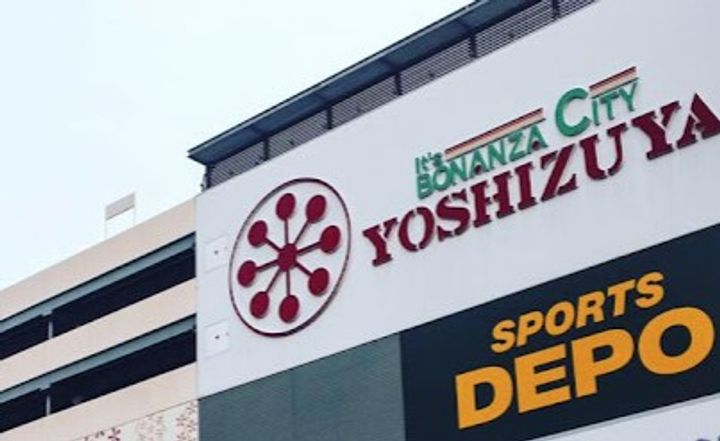 It's
BONANZA CITY
YOSHIZUYA
SPORTS
DEPO